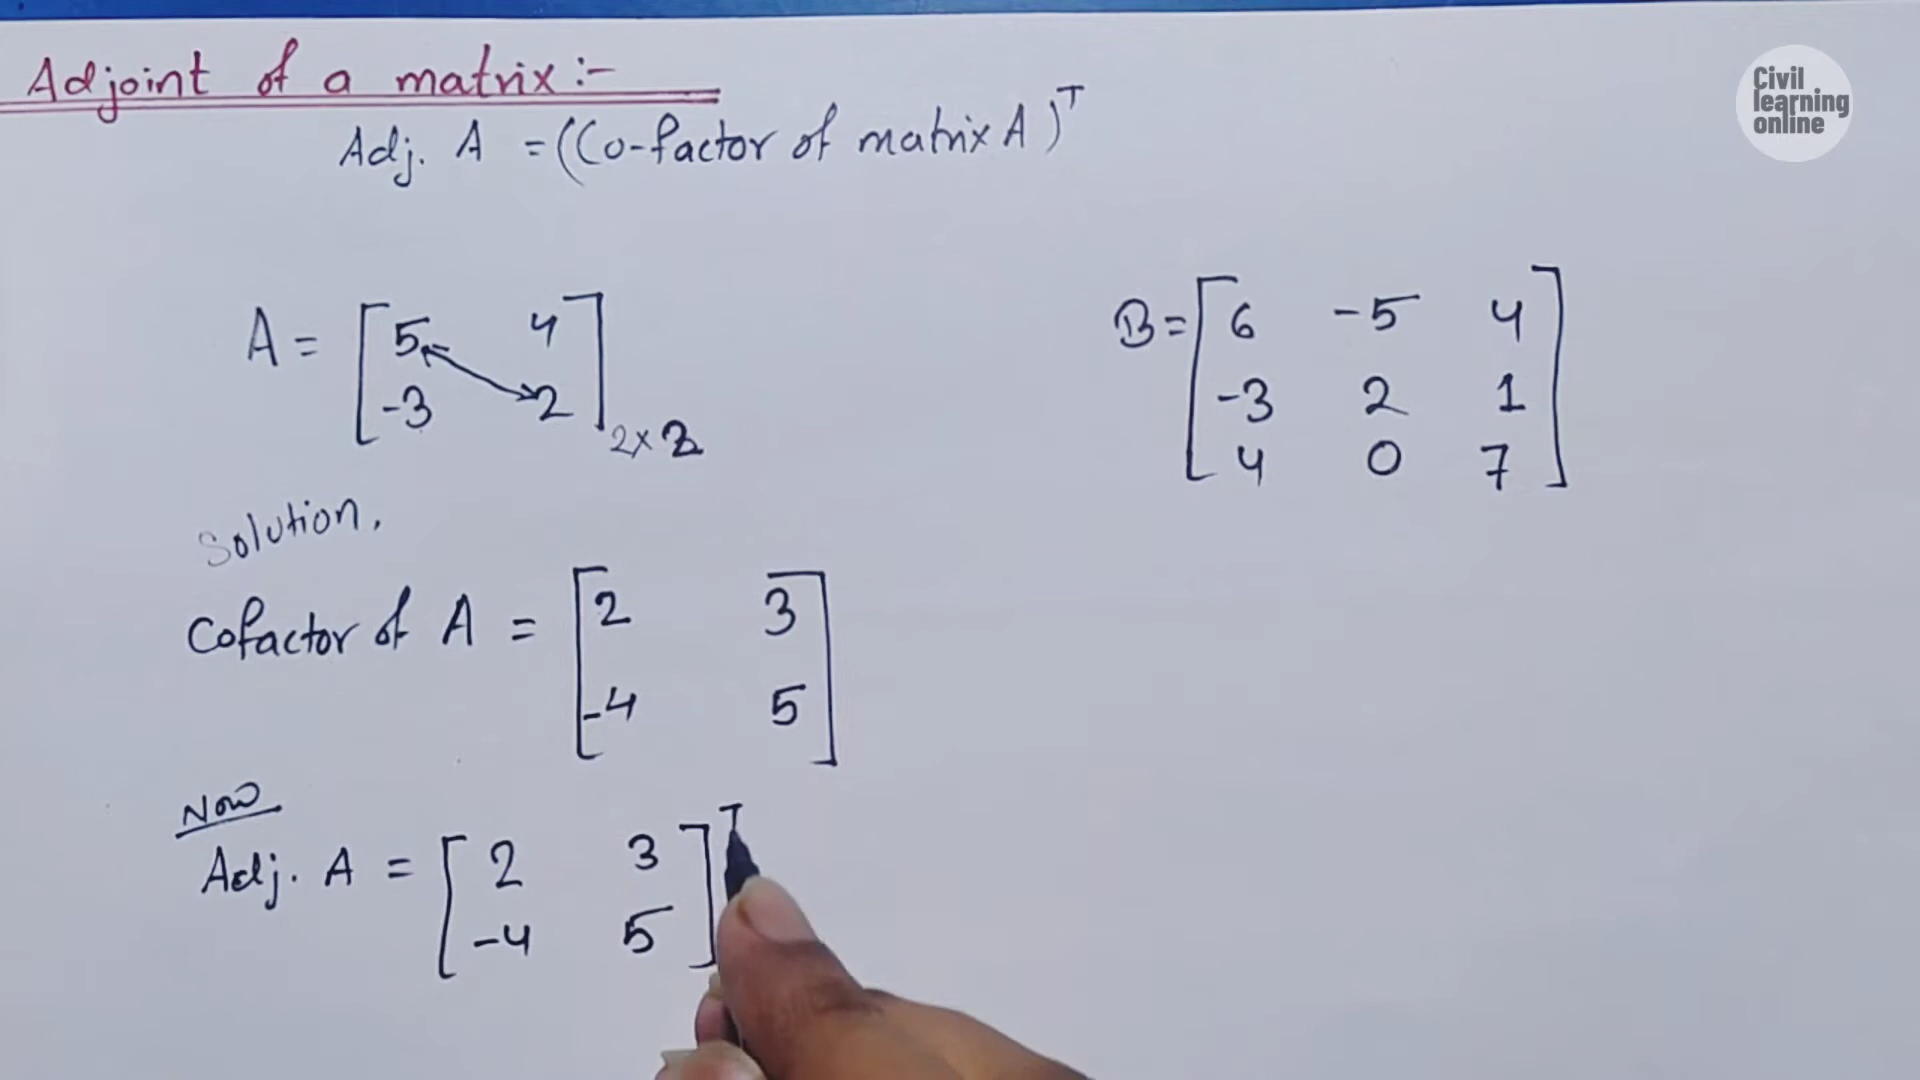 Adjoint of a matrix:-
Adj. A = (Co-factor of matrix A)^T
A = [5 4
-3 2] 2×2
B = [6 -5 4
-3 2 1
4 0 7]
Solution,
Cofactor of A = [2 3
-4 5]
Now
Adj. A = [2 3
-4 5]^T
Civil
learning
online